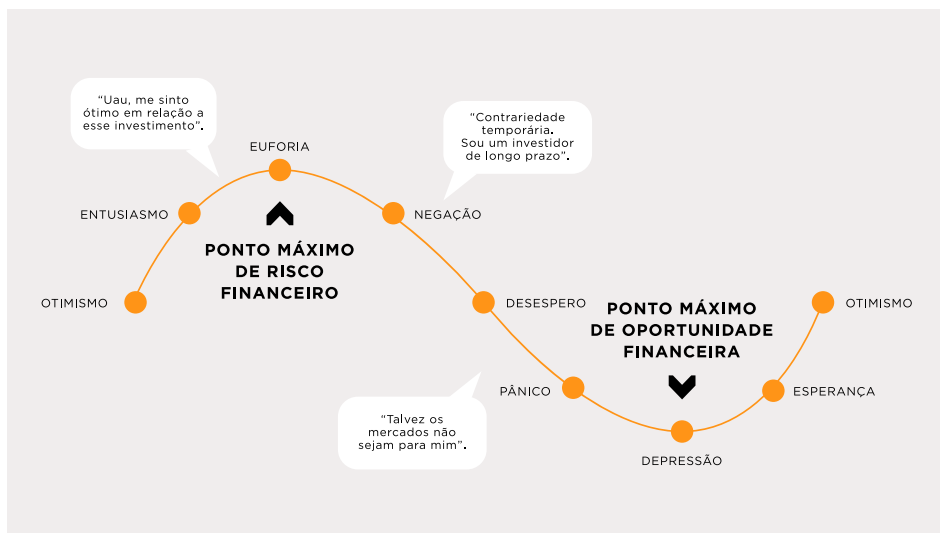 “Uau, me sinto
ótimo em relação a
esse investimento”.
“Contrariedade
temporária.
Sou um investidor
de longo prazo”.
EUFORIA
ENTUSIASMO
NEGAÇÃO
PONTO MÁXIMO
DE RISCO
FINANCEIRO
OTIMISMO
DESESPERO
PONTO MÁXIMO
DE OPORTUNIDADE
FINANCEIRA
OTIMISMO
PÂNICO
ESPERANÇA
“Talvez os
mercados não
sejam para mim”.
DEPRESSÃO